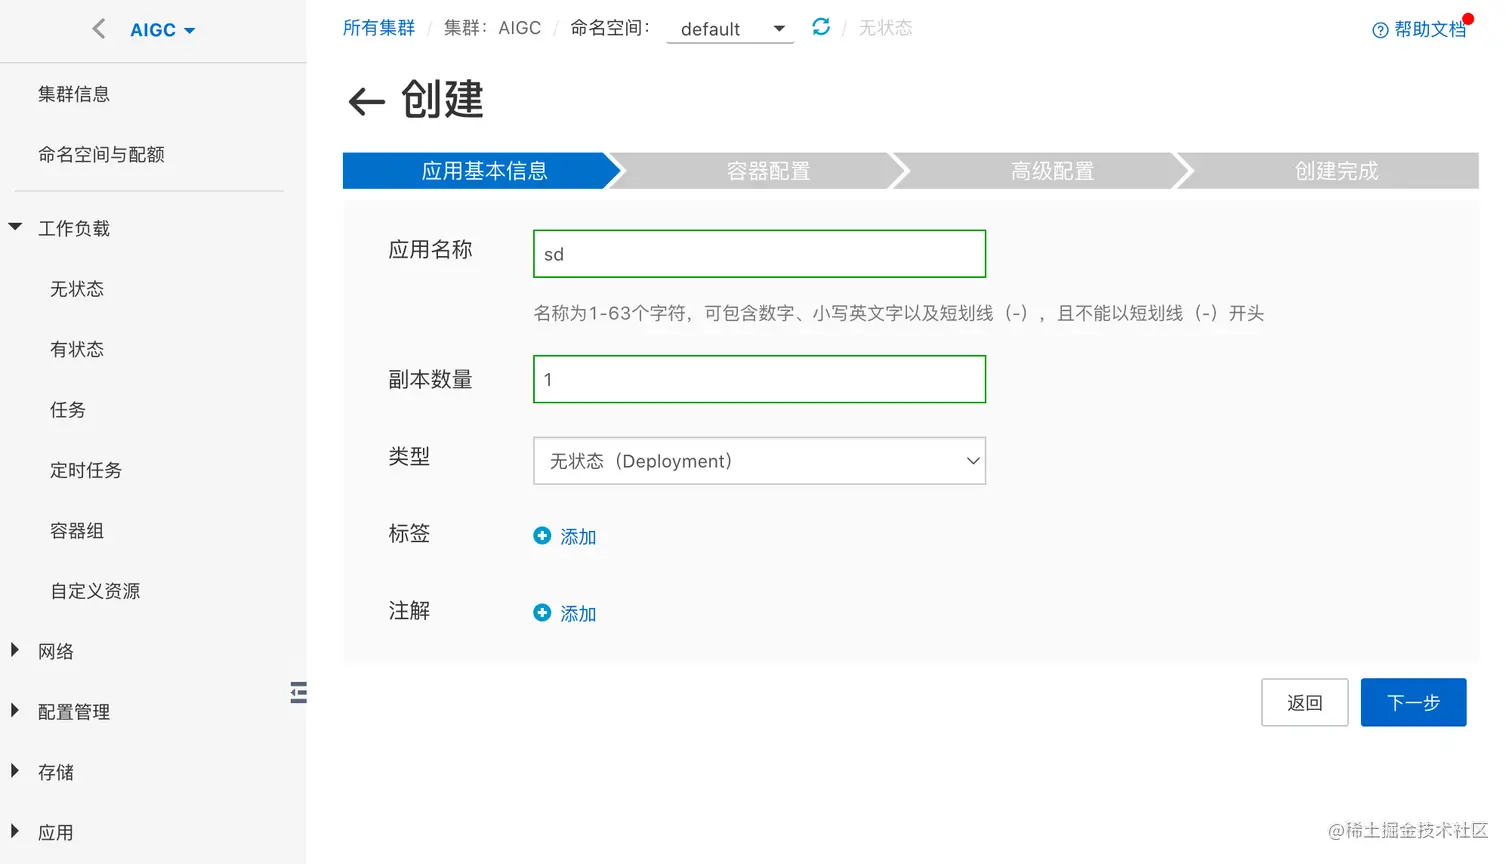 AIGC
所有集群 / 集群: AIGC / 命名空间: default / 无状态
帮助文档
集群信息
命名空间与配额
工作负载
无状态
有状态
任务
定时任务
容器组
自定义资源
网络
配置管理
存储
应用
创建
应用基本信息
容器配置
高级配置
创建完成
应用名称
sd
名称为1-63个字符，可包含数字、小写英文字以及短划线（-），且不能以短划线（-）开头
副本数量
1
类型
无状态（Deployment）
标签
添加
注解
添加
返回
下一步
@稀土掘金技术社区